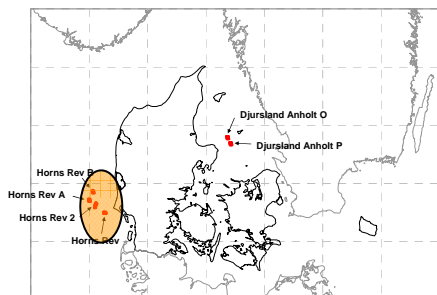 Djursland Anholt O
Djursland Anholt P
Horns Rev B
Horns Rev A
Horns Rev 2
Horns Rev